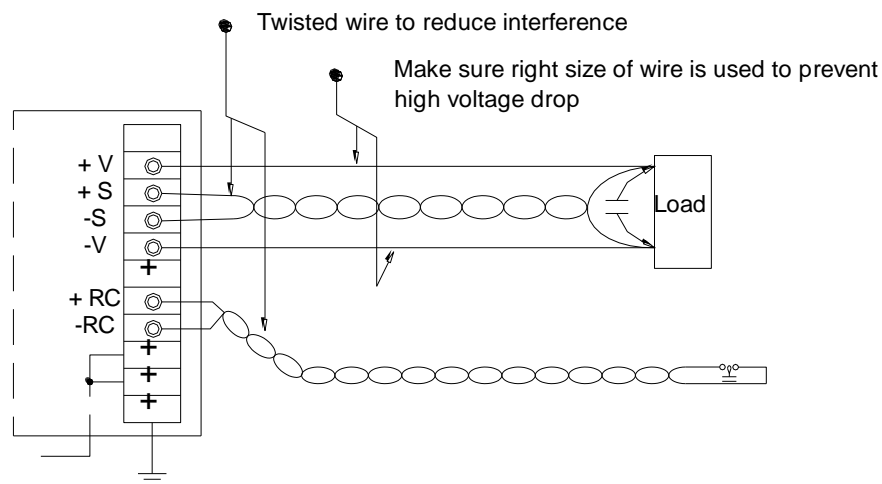 Twisted wire to reduce interference
Make sure right size of wire is used to prevent
high voltage drop
+ V
+ S
-S
-V
+
+ RC
-RC
+
+
+
Load